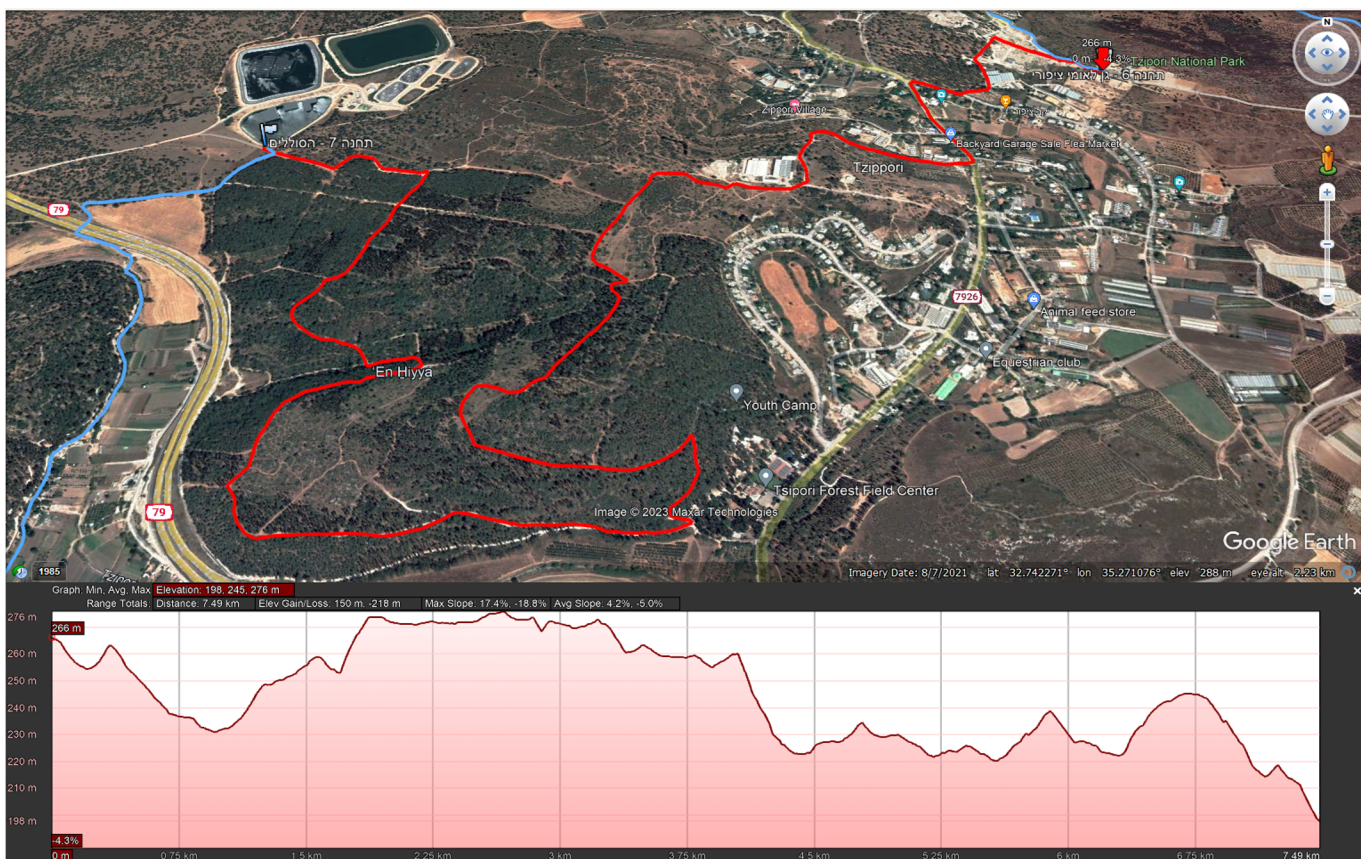 N
266 m
0 m -4.3%
Tzipori National Park
תחנה 6 - גן לאומי ציפורי
Zippori Village
Backyard Garage Sale Flea Market
תחנה 7 - הסוללים
Tzippori
79
7926
Animal feed store
Equestrian club
En Hiyya
Youth Camp
Tsipori Forest Field Center
79
Image © 2023 Maxar Technologies
Google Earth
1985
Imagery Date: 8/7/2021 lat 32.742271° lon 35.271076° elev 288 m eye alt 2.23 km
Graph: Min, Avg, Max Elevation: 198, 245, 276 m
Range Totals: Distance: 7.49 km Elev Gain/Loss: 150 m, -218 m Max Slope: 17.4%, -18.8% Avg Slope: 4.2%, -5.0%
276 m
266 m
260 m
250 m
240 m
230 m
220 m
210 m
198 m
-4.3%
0 m 0.75 km 1.5 km 2.25 km 3 km 3.75 km 4.5 km 5.25 km 6 km 6.75 km 7.49 km